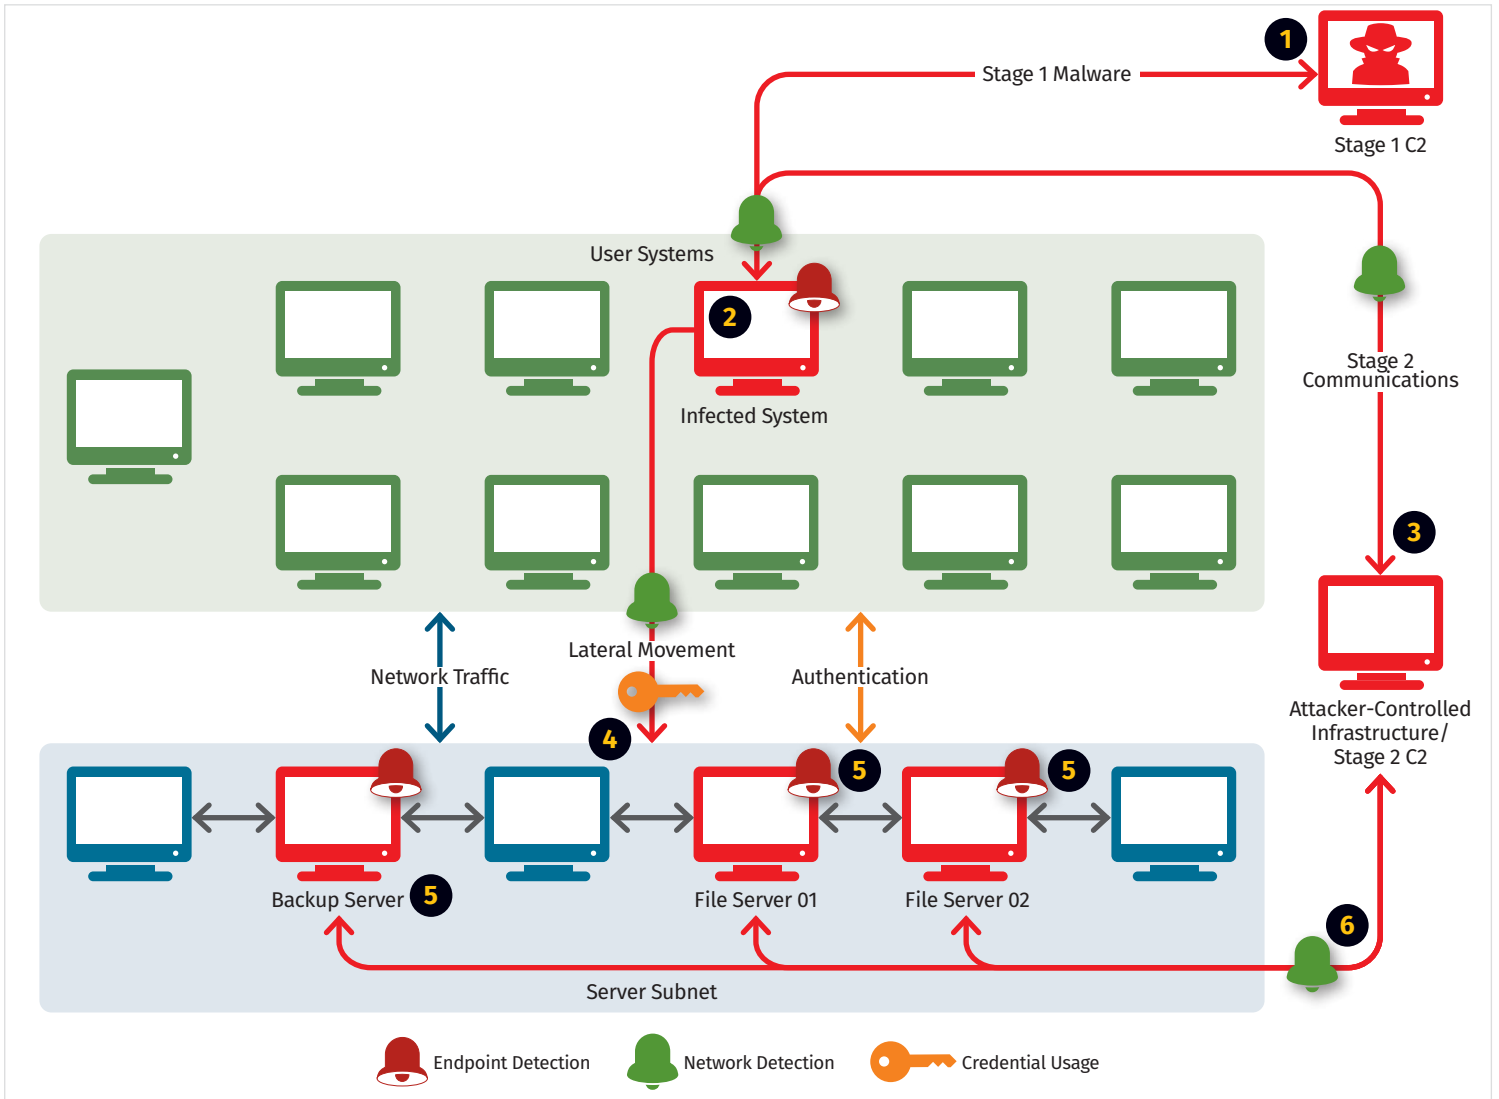 1
Stage 1 Malware
Stage 1 C2
User Systems
2
Infected System
Stage 2
Communications
3
Lateral Movement
Network Traffic
Authentication
Attacker-Controlled
Infrastructure/
Stage 2 C2
4
5
5
Backup Server
5
File Server 01
File Server 02
6
Server Subnet
Endpoint Detection
Network Detection
Credential Usage